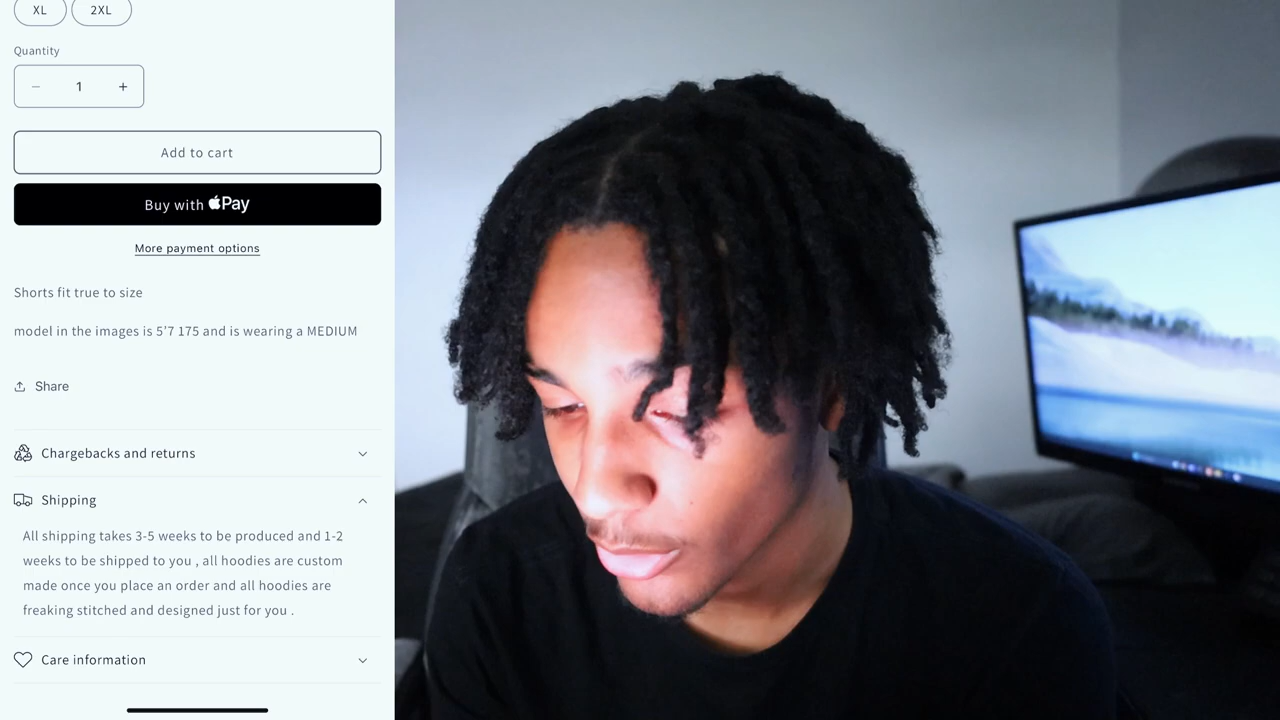 XL 2XL
Quantity
− 1 +
Add to cart
Buy with Pay
More payment options
Shorts fit true to size
model in the images is 5'7 175 and is wearing a MEDIUM
Share
Chargebacks and returns
Shipping
All shipping takes 3-5 weeks to be produced and 1-2
weeks to be shipped to you , all hoodies are custom
made once you place an order and all hoodies are
freaking stitched and designed just for you .
Care information